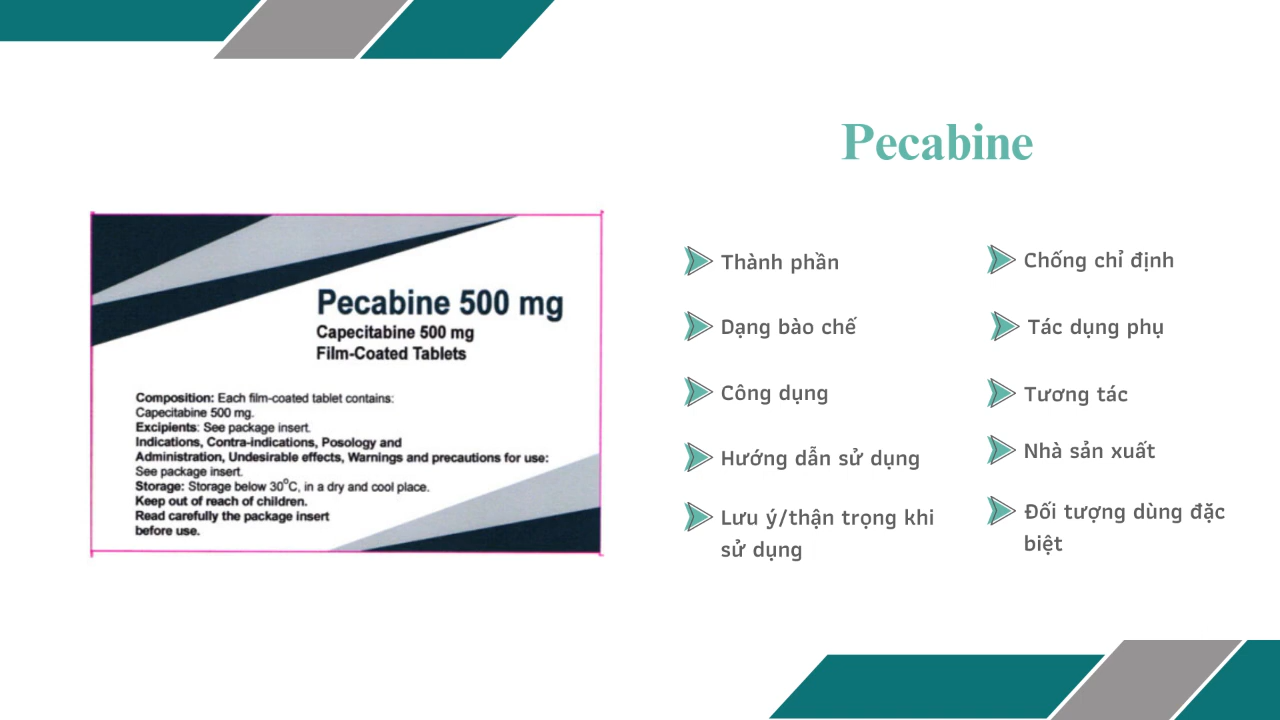 Pecabine
Pecabine 500 mg
Capecitabine 500 mg
Film-Coated Tablets
Composition: Each film-coated tablet contains:
Capecitabine 500 mg.
Excipients: See package insert.
Indications, Contra-indications, Posology and
Administration, Undesirable effects, Warnings and precautions for use:
See package insert.
Storage: Storage below 30°C, in a dry and cool place.
Keep out of reach of children.
Read carefully the package insert
before use.
Thành phần
Dạng bào chế
Công dụng
Hướng dẫn sử dụng
Lưu ý/thận trọng khi
sử dụng
Chống chỉ định
Tác dụng phụ
Tương tác
Nhà sản xuất
Đối tượng dùng đặc
biệt